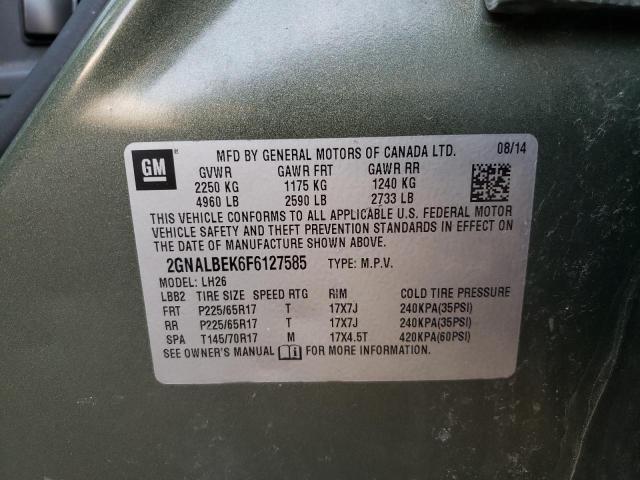 GM
MFD BY GENERAL MOTORS OF CANADA LTD. 08/14
GVWR GAWR FRT GAWR RR
2250 KG 1175 KG 1240 KG
4960 LB 2590 LB 2733 LB
THIS VEHICLE CONFORMS TO ALL APPLICABLE U.S. FEDERAL MOTOR
VEHICLE SAFETY AND THEFT PREVENTION STANDARDS IN EFFECT ON
THE DATE OF MANUFACTURE SHOWN ABOVE.
2GNALBEK6F6127585 TYPE: M.P.V.
MODEL: LH26
LBB2 TIRE SIZE SPEED RTG RIM COLD TIRE PRESSURE
FRT P225/65R17 T 17X7J 240KPA(35PSI)
RR P225/65R17 T 17X7J 240KPA(35PSI)
SPA T145/70R17 M 17X4.5T 420KPA(60PSI)
SEE OWNER'S MANUAL FOR MORE INFORMATION.